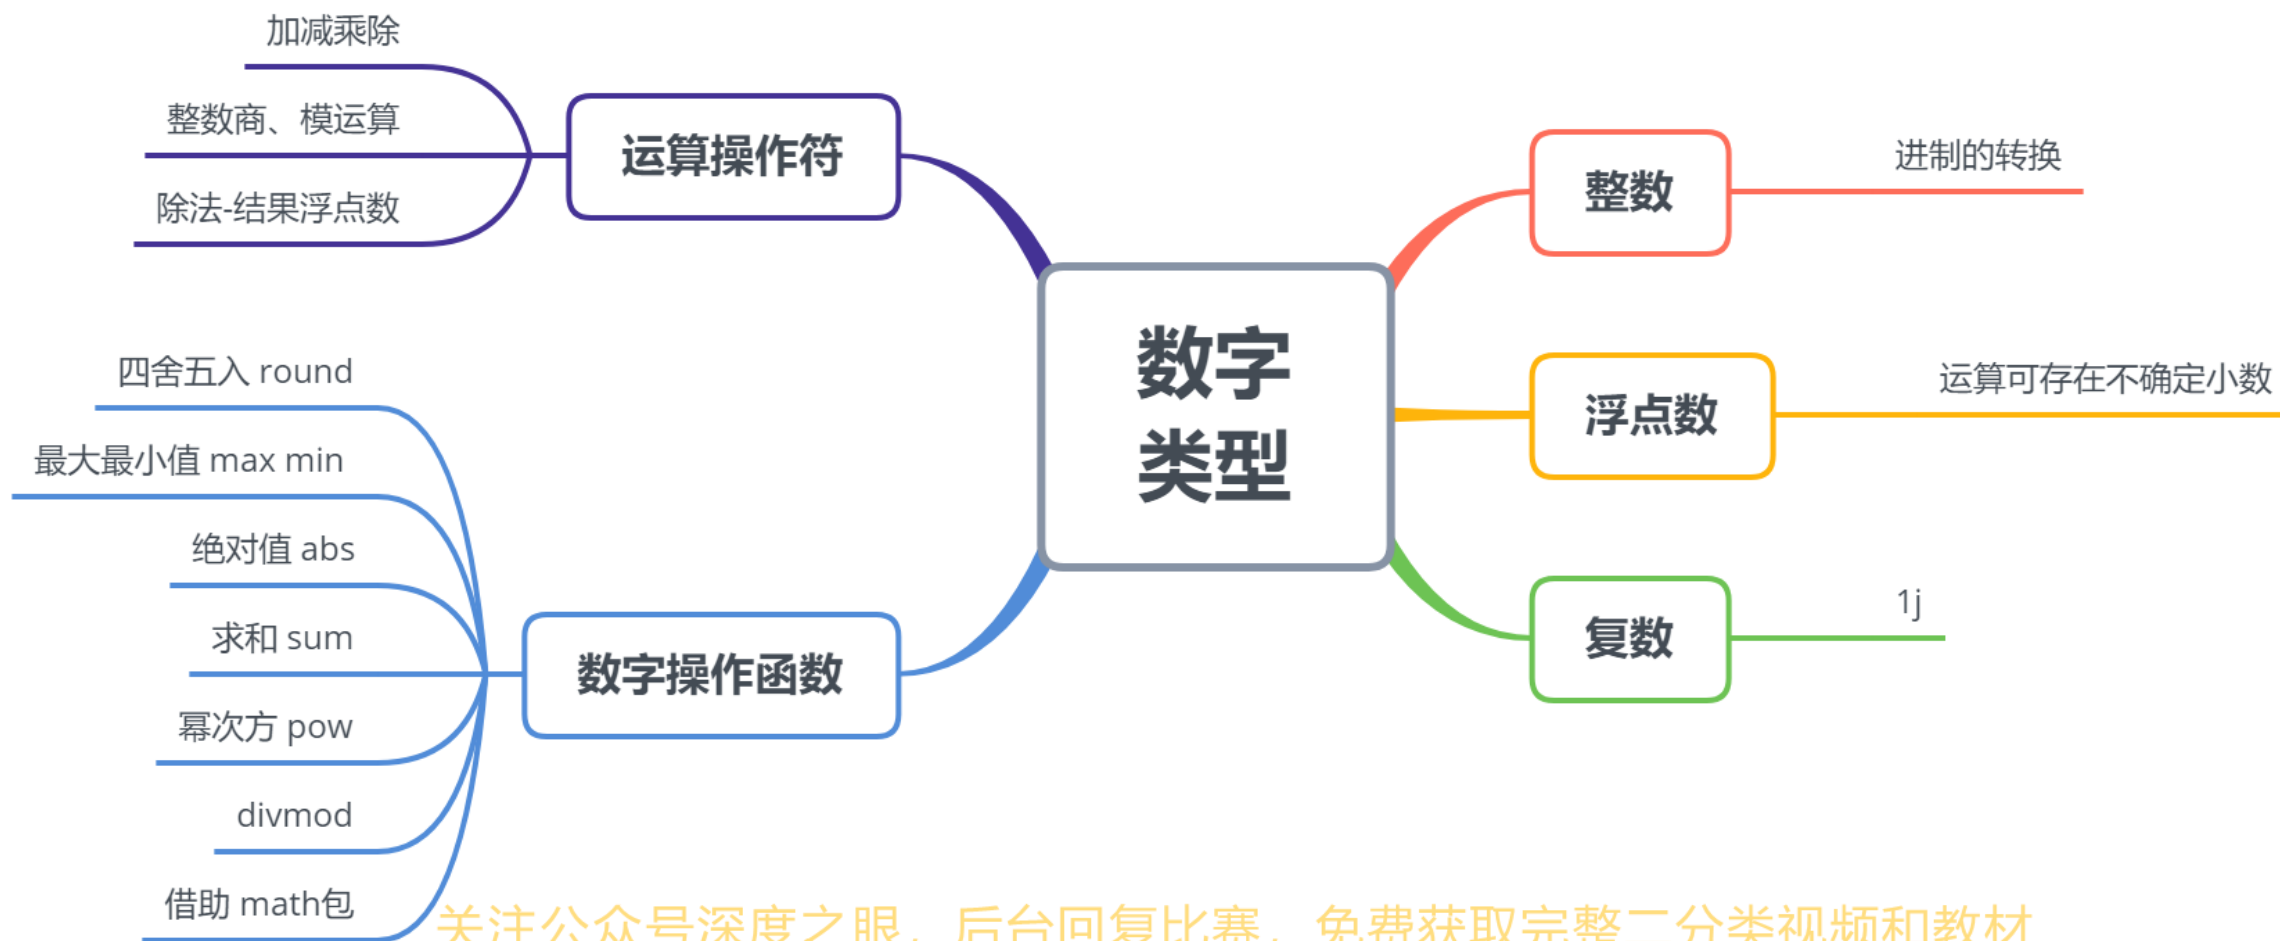 加减乘除
整数商、模运算
除法-结果浮点数
运算操作符
四舍五入 round
最大最小值 max min
绝对值 abs
求和 sum
幂次方 pow
divmod
借助 math包
数字操作函数
数字
类型
整数
进制的转换
浮点数
运算可存在不确定小数
复数
1j
关注公众号深度之眼，后台回复比赛，免费获取完整二分类视频和教材